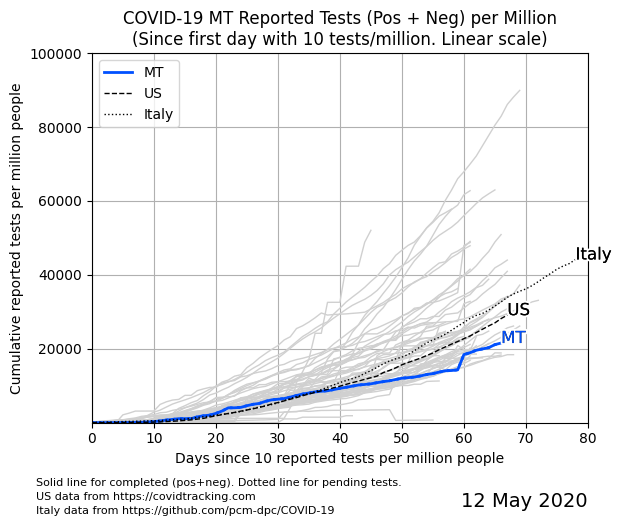 COVID-19 MT Reported Tests (Pos + Neg) per Million
(Since first day with 10 tests/million. Linear scale)
Cumulative reported tests per million people
100000
80000
60000
40000
20000
MT
US
Italy
Italy
US
MT
0 10 20 30 40 50 60 70 80
Days since 10 reported tests per million people
Solid line for completed (pos+neg). Dotted line for pending tests.
US data from https://covidtracking.com
Italy data from https://github.com/pcm-dpc/COVID-19
12 May 2020